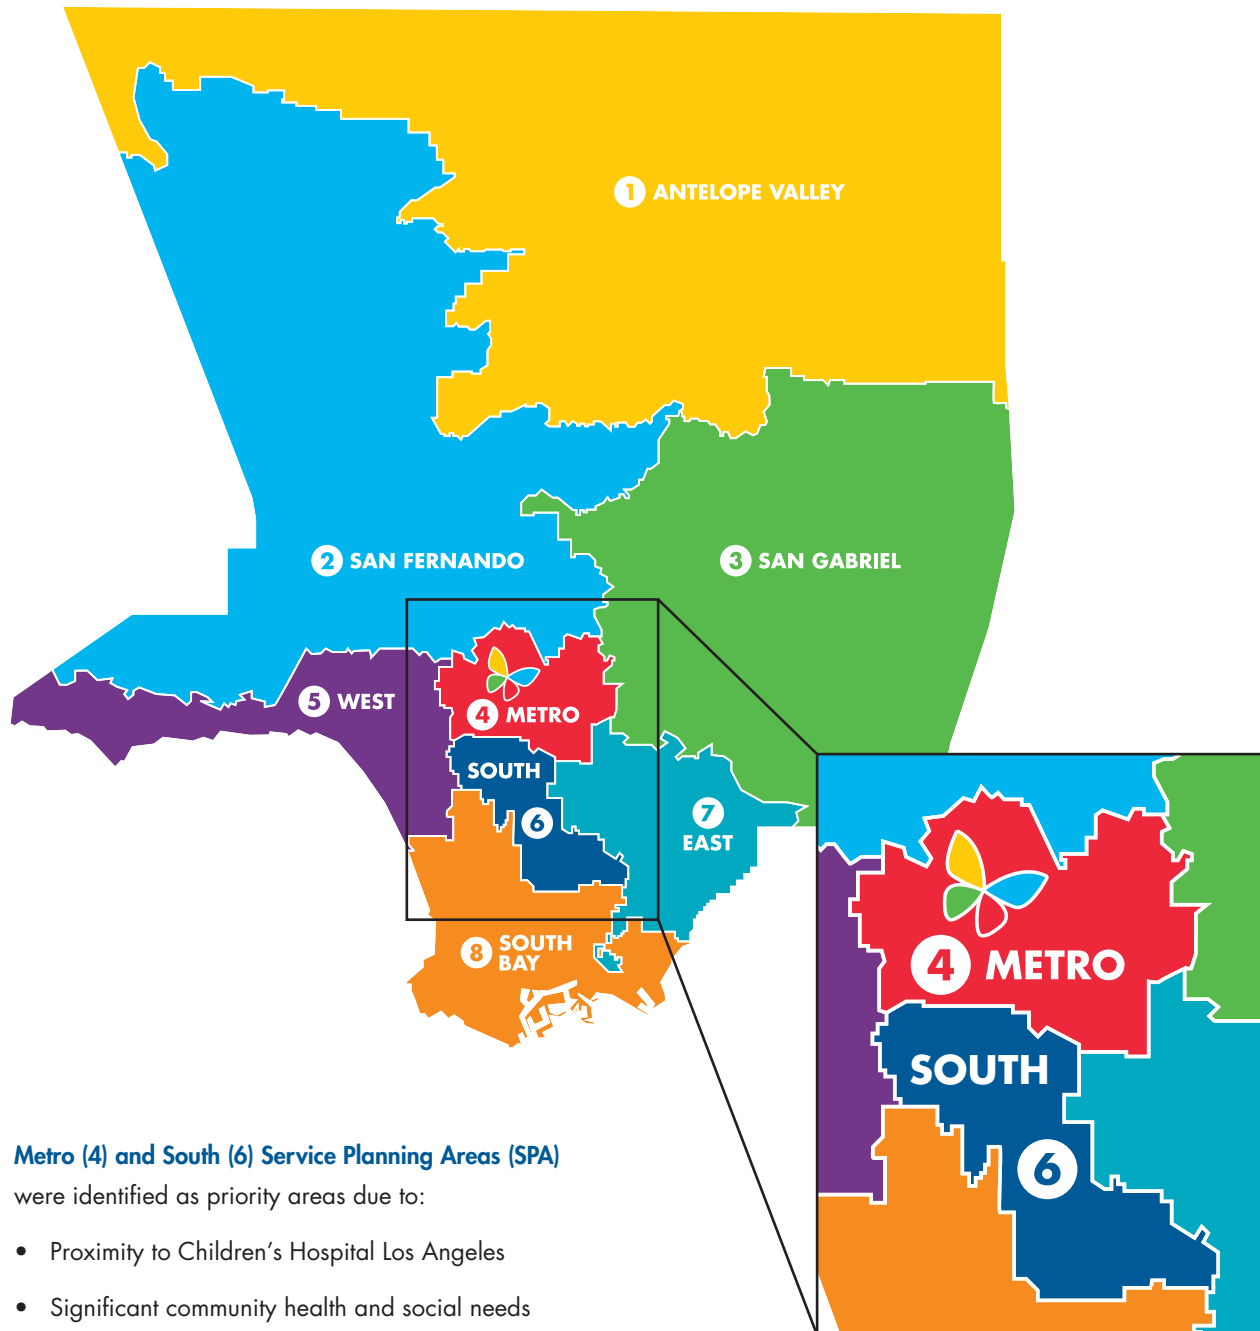 1 ANTELOPE VALLEY
2 SAN FERNANDO
3 SAN GABRIEL
5 WEST
4 METRO
SOUTH
6
7
EAST
8 SOUTH
BAY
4 METRO
SOUTH
6
Metro (4) and South (6) Service Planning Areas (SPA)
were identified as priority areas due to:
• Proximity to Children’s Hospital Los Angeles
• Significant community health and social needs